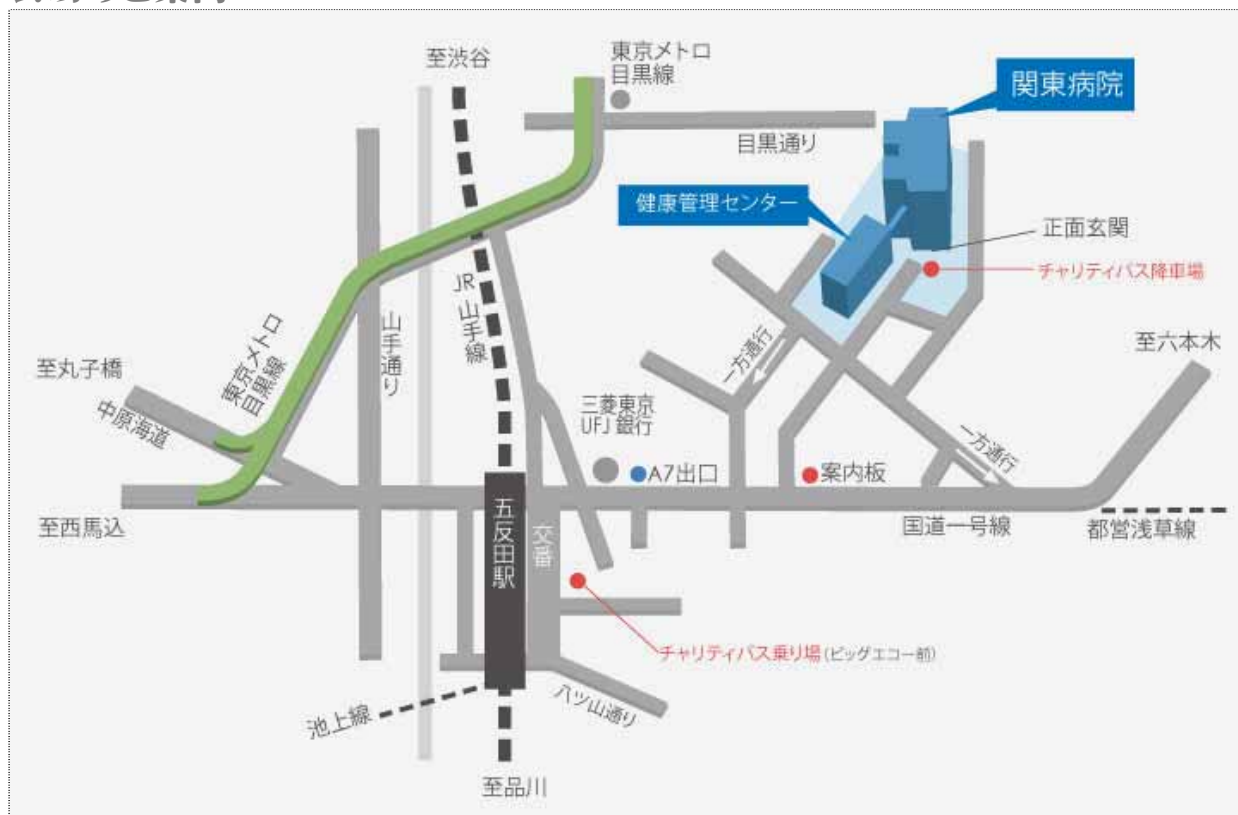 至渋谷
東京メトロ
目黒線
関東病院
目黒通り
健康管理センター
正面玄関
チャリティバス降車場
JR
山手線
山手通り
東京メトロ
目黒線
至丸子橋
中原海道
一方通行
至六本木
三菱東京
UFJ 銀行
A7出口
案内板
一方通行
至西馬込
五反田駅
交番
国道一号線
都営浅草線
チャリティバス乗り場(ビッグエコー前)
八ツ山通り
池上線
至品川